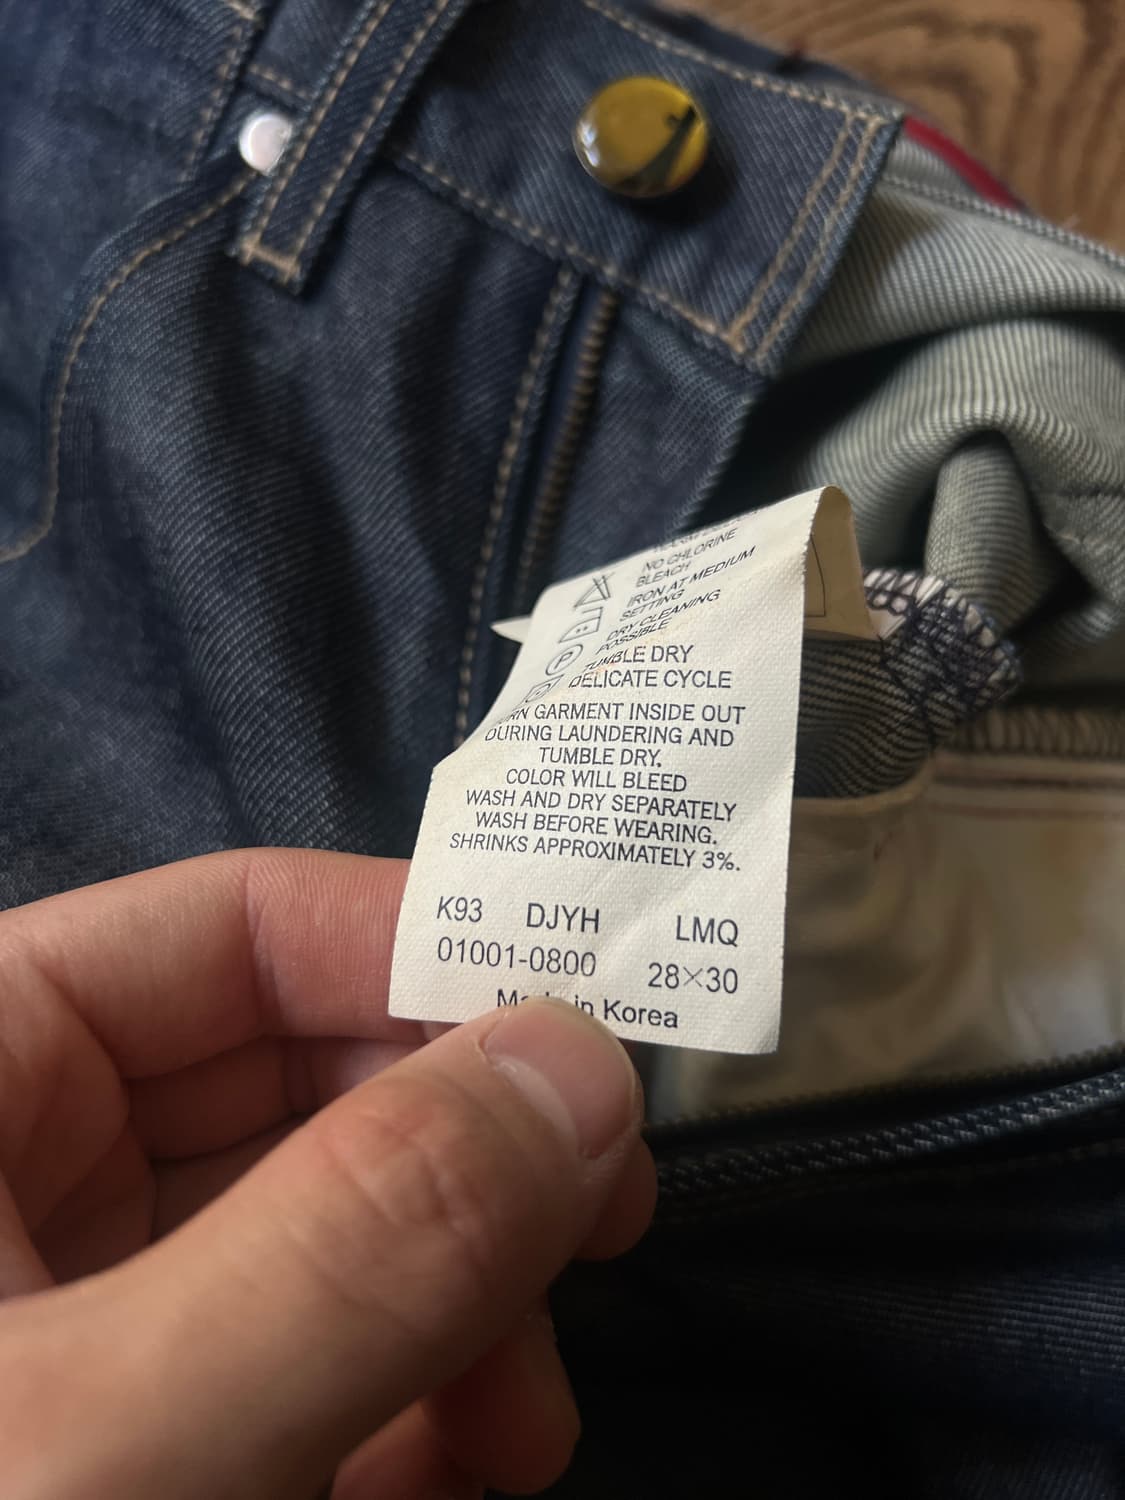 NO CHLORINE
BLEACH
IRON AT MEDIUM
SETTING
DRY CLEANING
POSSIBLE
P
TUMBLE DRY
DELICATE CYCLE
GARMENT INSIDE OUT
DURING LAUNDERING AND
TUMBLE DRY.
COLOR WILL BLEED
WASH AND DRY SEPARATELY
WASH BEFORE WEARING.
SHRINKS APPROXIMATELY 3%.
K93 DJYH LMQ
01001-0800 28×30
in Korea